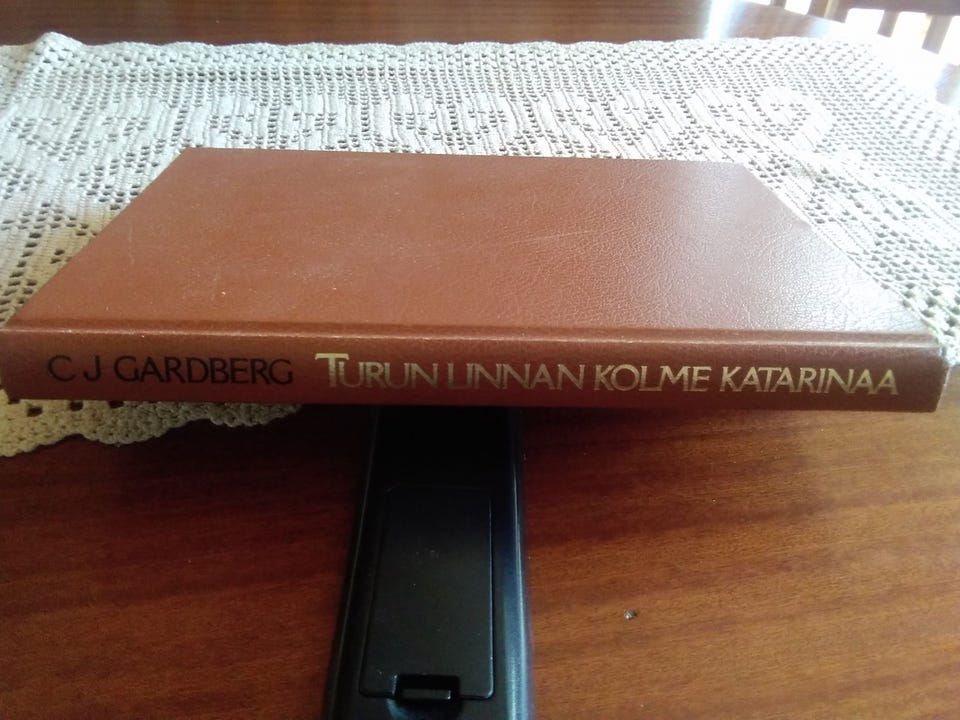 C J GARDBERG TURUN LINNAN KOLME KATARINAA